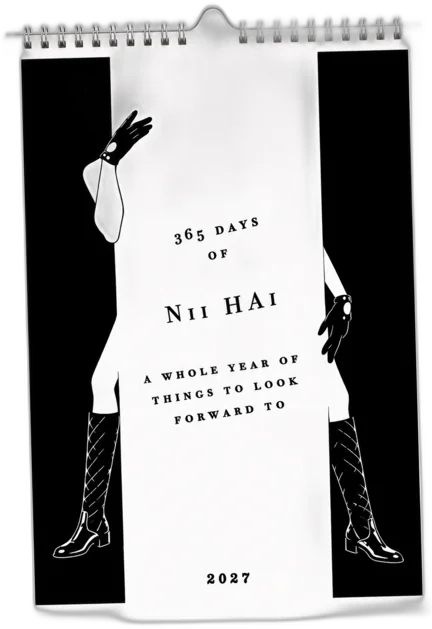 365 DAYS
OF
NII HAI
A WHOLE YEAR OF
THINGS TO LOOK
FORWARD TO
2027